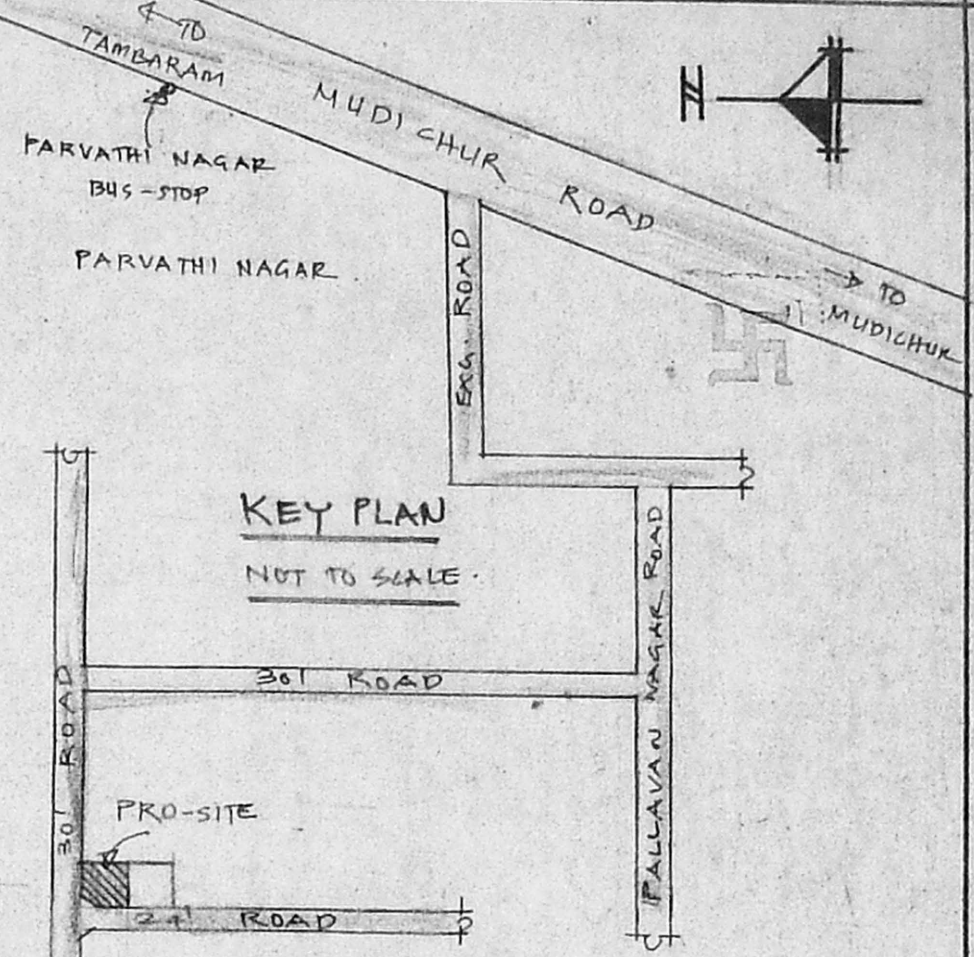 TO
TAMBARAM
MUDICHUR ROAD
N
PARVATHI NAGAR
BUS-STOP
PARVATHI NAGAR
EXG. ROAD
TO
MUDICHUR
KEY PLAN
NOT TO SCALE.
PALLAVAN NAGAR ROAD
30' ROAD
30' ROAD
PRO-SITE
24' ROAD